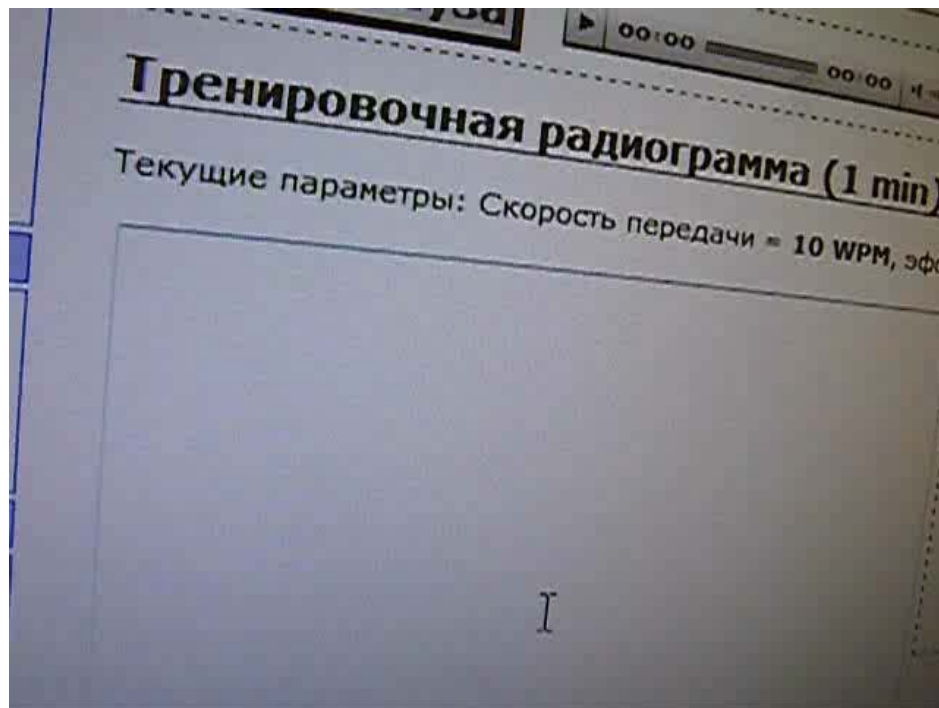 00:00 00:00
Тренировочная радиограмма (1 min)
Текущие параметры: Скорость передачи = 10 WPM,